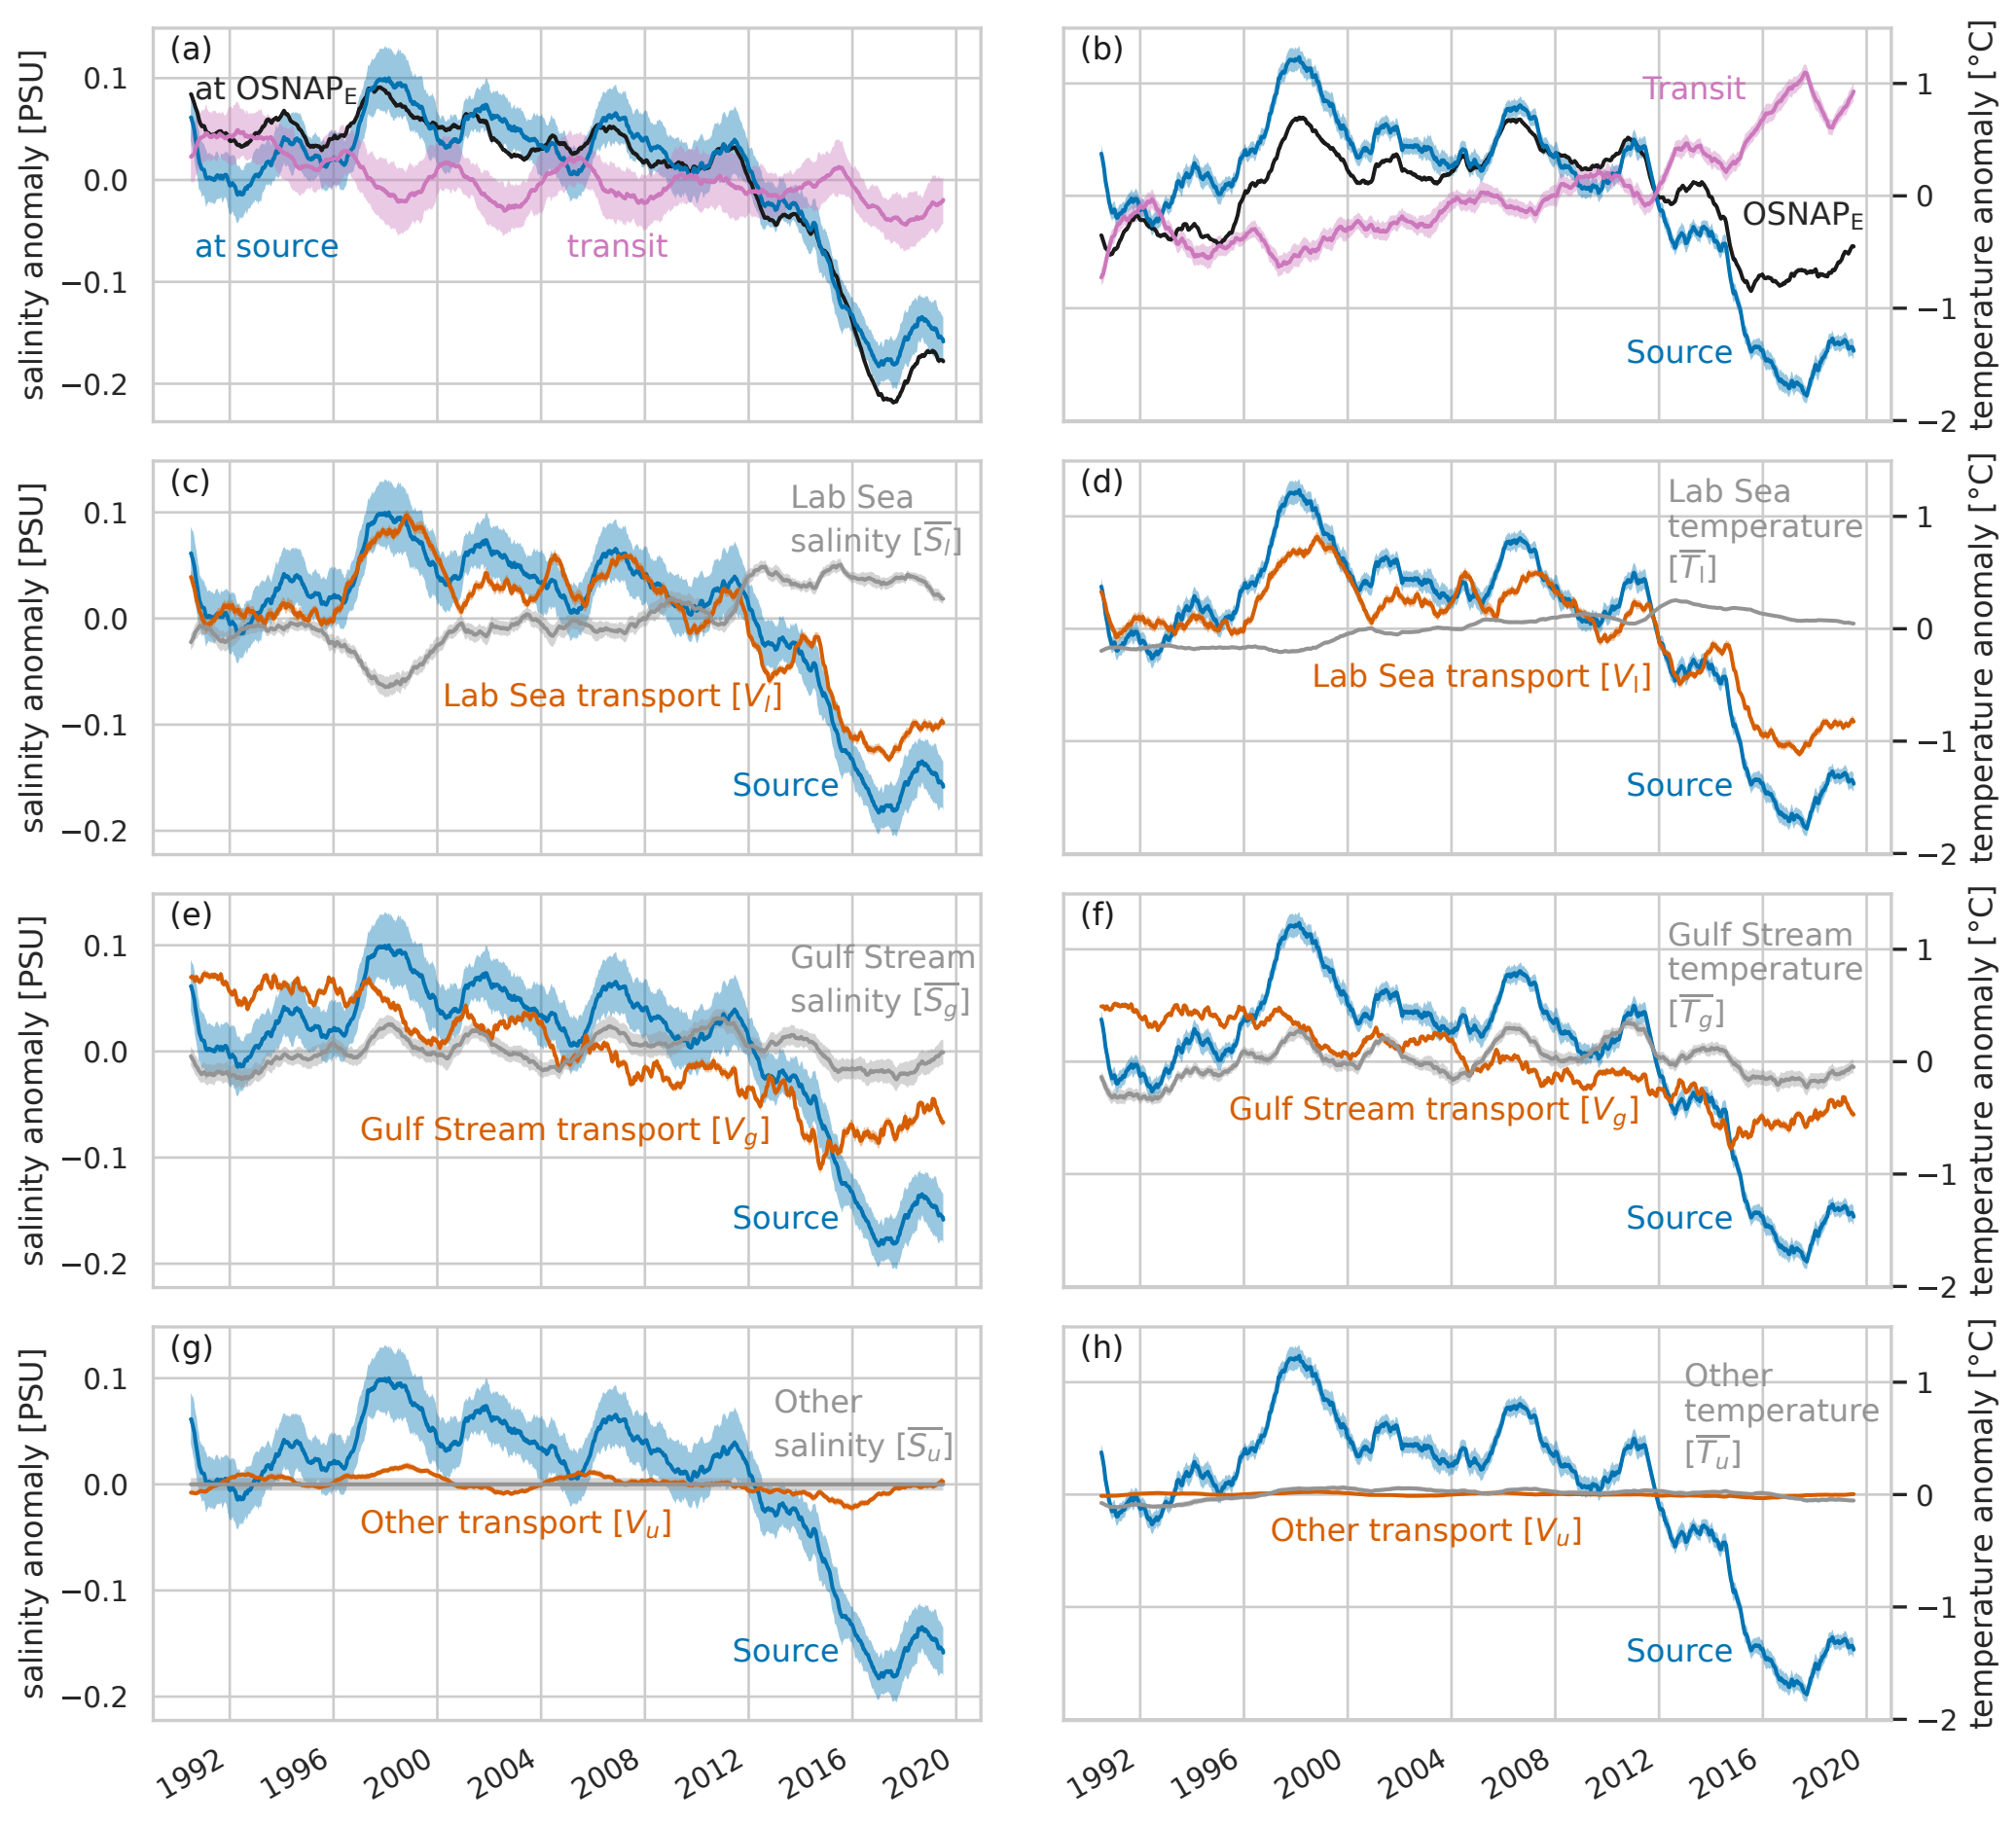 (a)
at OSNAP_E
at source
transit
0.1
0.0
−0.1
−0.2
salinity anomaly [PSU]
(b)
Transit
OSNAP_E
Source
1
0
−1
−2
temperature anomaly [°C]
(c)
Lab Sea
salinity [S̅_l]
Lab Sea transport [V_l]
Source
0.1
0.0
−0.1
−0.2
salinity anomaly [PSU]
(d)
Lab Sea
temperature
[T̅_l]
Lab Sea transport [V_l]
Source
1
0
−1
−2
temperature anomaly [°C]
(e)
Gulf Stream
salinity [S̅_g]
Gulf Stream transport [V_g]
Source
0.1
0.0
−0.1
−0.2
salinity anomaly [PSU]
(f)
Gulf Stream
temperature
[T̅_g]
Gulf Stream transport [V_g]
Source
1
0
−1
−2
temperature anomaly [°C]
(g)
Other
salinity [S̅_u]
Other transport [V_u]
Source
0.1
0.0
−0.1
−0.2
salinity anomaly [PSU]
1992 1996 2000 2004 2008 2012 2016 2020
(h)
Other
temperature
[T̅_u]
Other transport [V_u]
Source
1
0
−1
−2
temperature anomaly [°C]
1992 1996 2000 2004 2008 2012 2016 2020